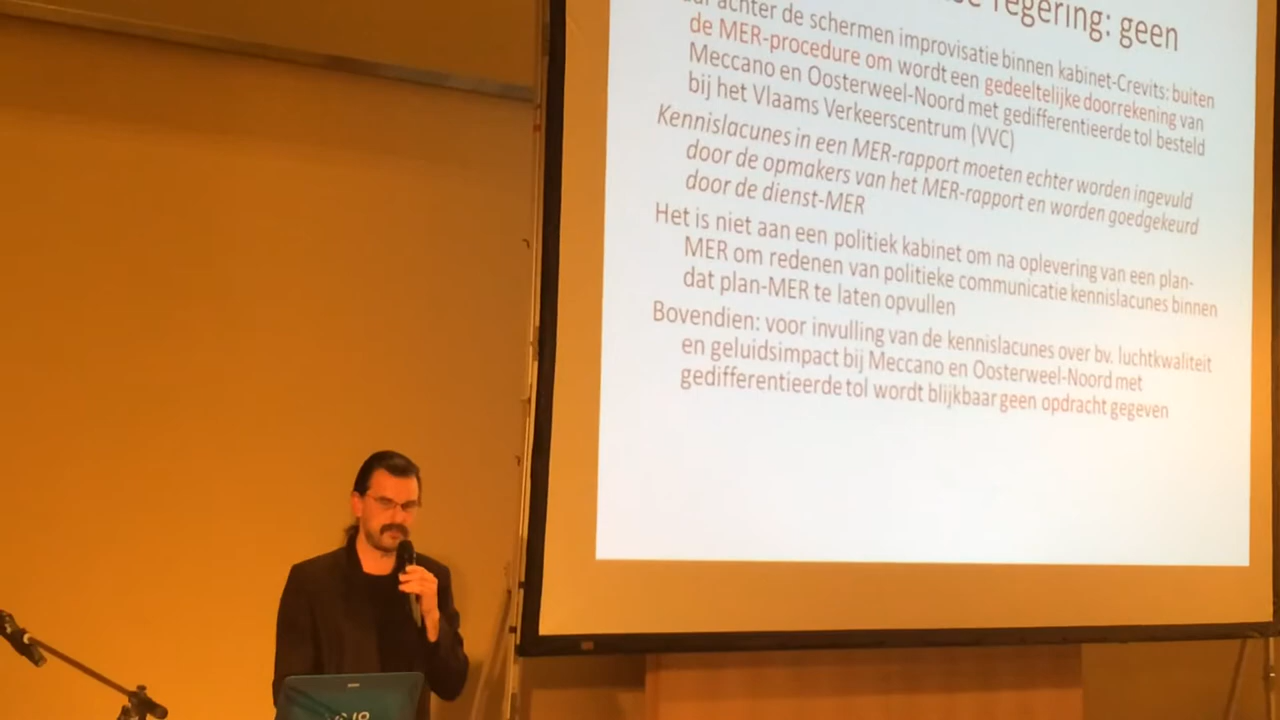 regering: geen
achter de schermen improvisatie binnen kabinet-Crevits: buiten
de MER-procedure om wordt een gedeeltelijke doorrekening van
Meccano en Oosterweel-Noord met gedifferentieerde tol besteld
bij het Vlaams Verkeerscentrum (VVC)
Kennislacunes in een MER-rapport moeten echter worden ingevuld
door de opmakers van het MER-rapport en worden goedgekeurd
door de dienst-MER
Het is niet aan een politiek kabinet om na oplevering van een plan-
MER om redenen van politieke communicatie kennislacunes binnen
dat plan-MER te laten opvullen
Bovendien: voor invulling van de kennislacunes over bv. luchtkwaliteit
en geluidsimpact bij Meccano en Oosterweel-Noord met
gedifferentieerde tol wordt blijkbaar geen opdracht gegeven